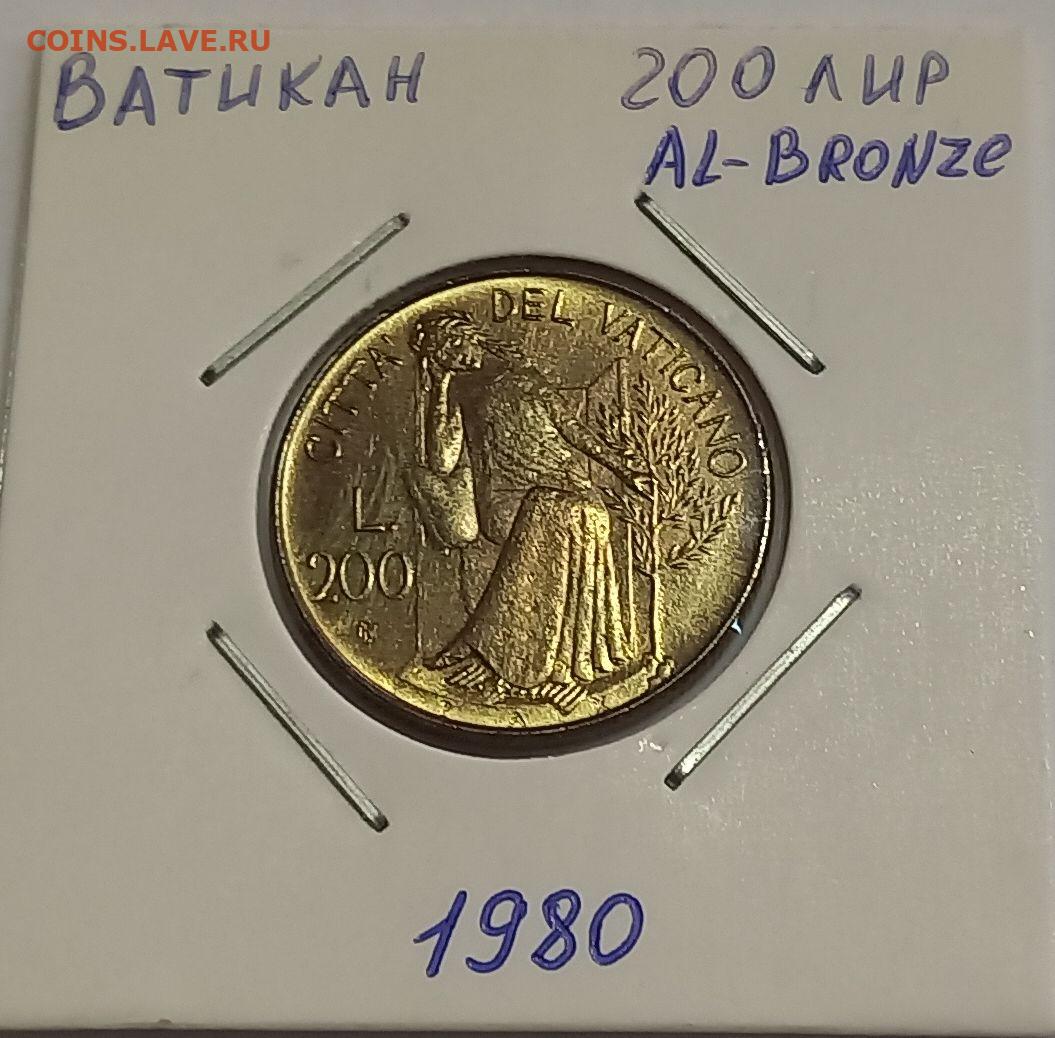 COINS.LAVE.RU
ВАТИКАН 200 ЛИР
AL-BRONZE
CITTA' DEL VATICANO
L.
200
1980